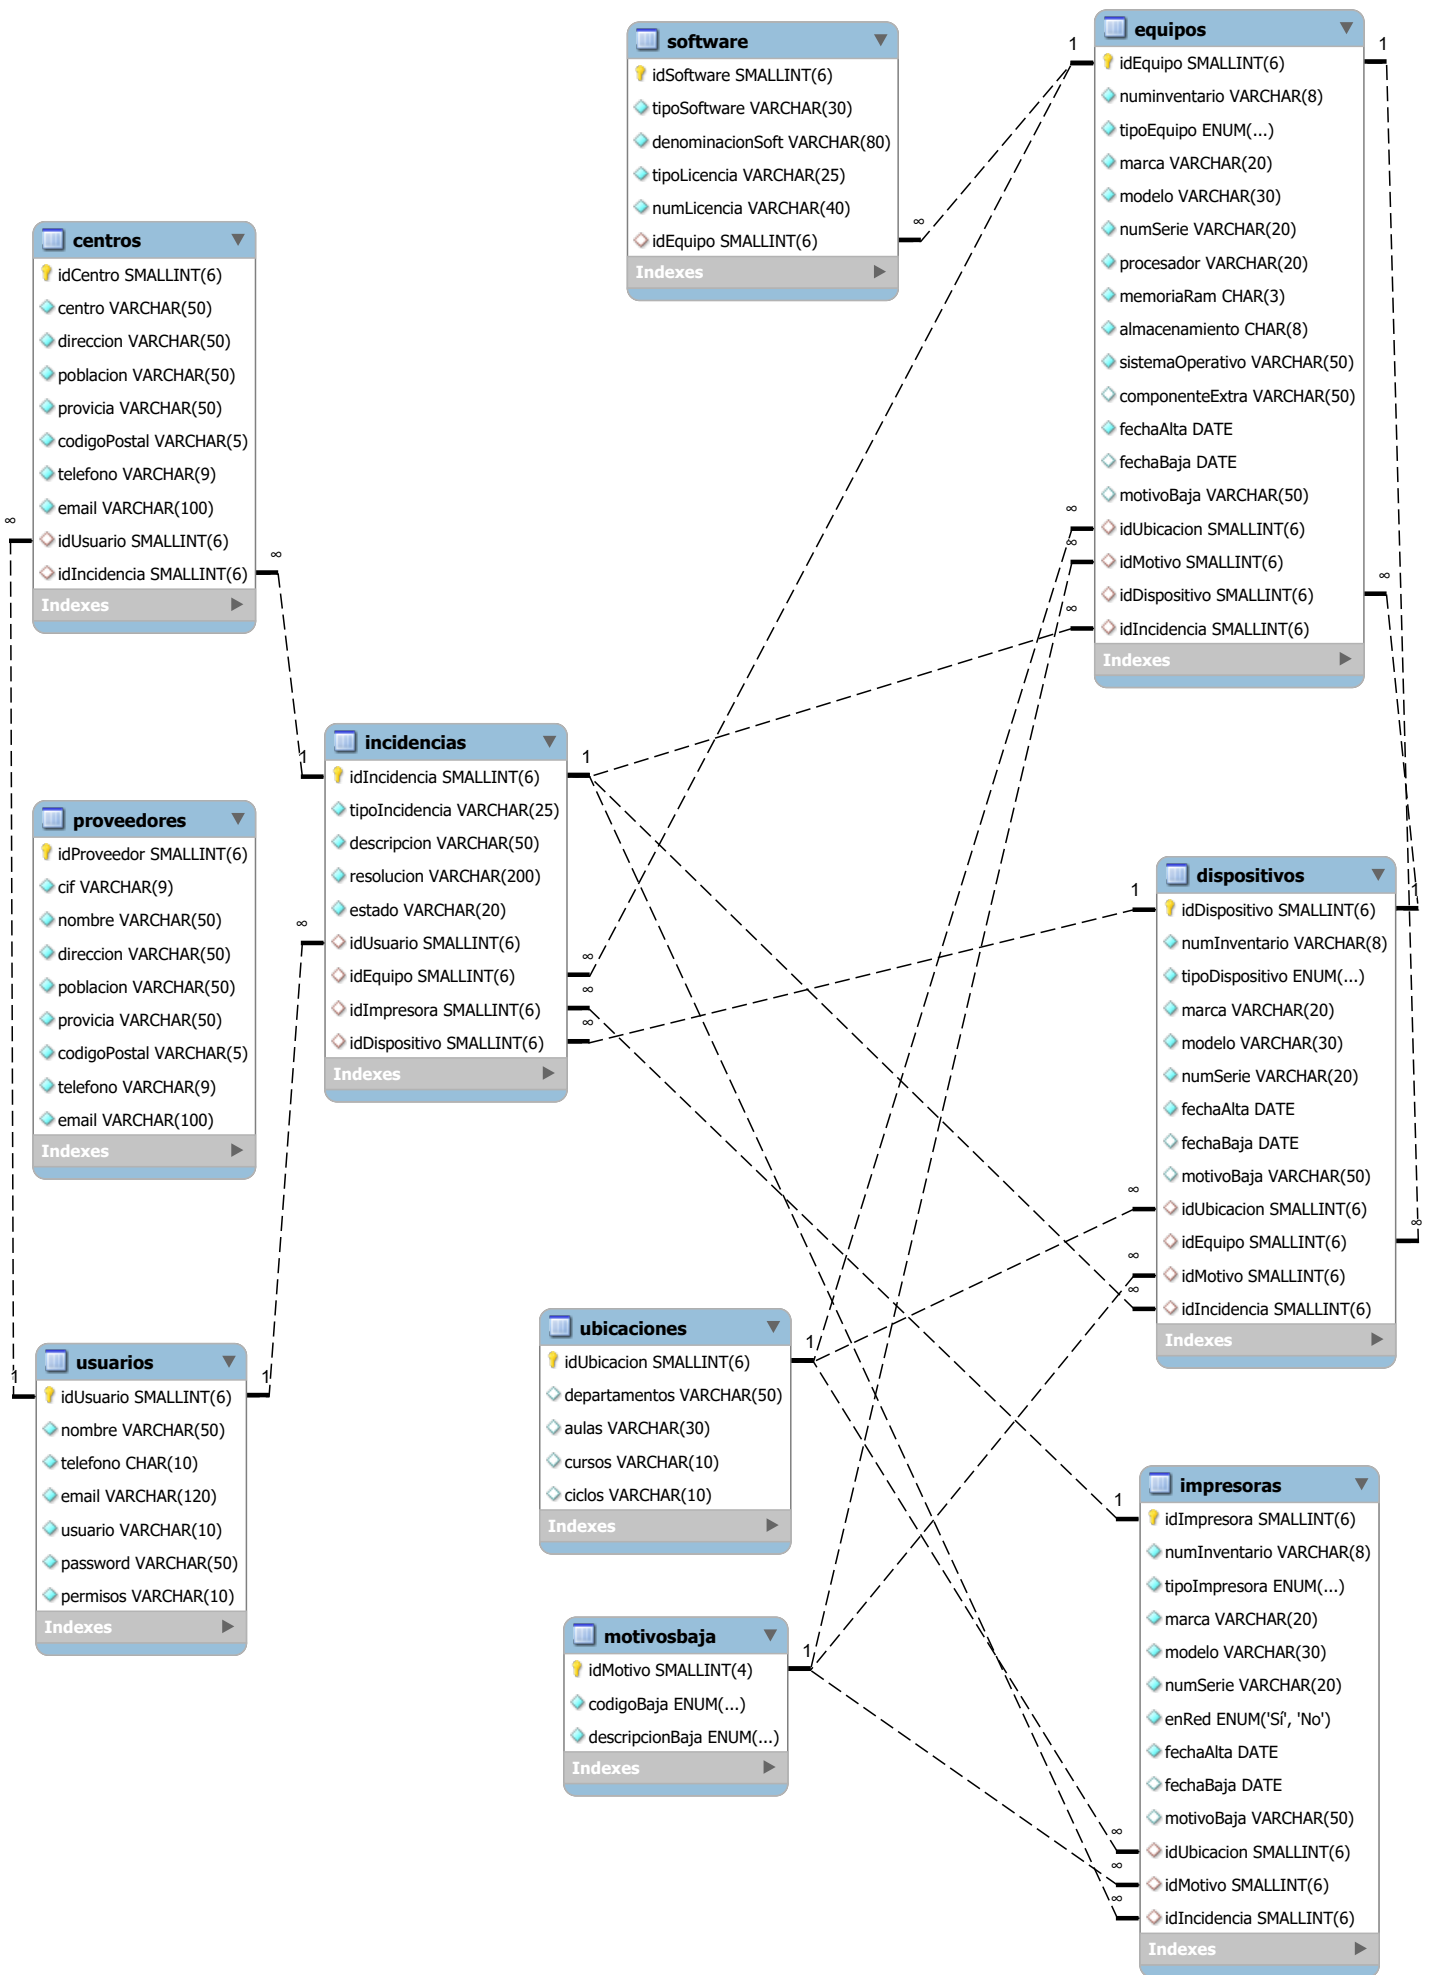 software
idSoftware SMALLINT(6)
tipoSoftware VARCHAR(30)
denominacionSoft VARCHAR(80)
tipoLicencia VARCHAR(25)
numLicencia VARCHAR(40)
idEquipo SMALLINT(6)
Indexes
∞
equipos
1
1
idEquipo SMALLINT(6)
numinventario VARCHAR(8)
tipoEquipo ENUM(...)
marca VARCHAR(20)
modelo VARCHAR(30)
numSerie VARCHAR(20)
procesador VARCHAR(20)
memoriaRam CHAR(3)
almacenamiento CHAR(8)
sistemaOperativo VARCHAR(50)
componenteExtra VARCHAR(50)
fechaAlta DATE
fechaBaja DATE
motivoBaja VARCHAR(50)
∞
idUbicacion SMALLINT(6)
∞
idMotivo SMALLINT(6)
∞
idDispositivo SMALLINT(6)
∞
idIncidencia SMALLINT(6)
Indexes
centros
idCentro SMALLINT(6)
centro VARCHAR(50)
direccion VARCHAR(50)
poblacion VARCHAR(50)
provicia VARCHAR(50)
codigoPostal VARCHAR(5)
telefono VARCHAR(9)
email VARCHAR(100)
∞
idUsuario SMALLINT(6)
∞
idIncidencia SMALLINT(6)
Indexes
incidencias
1
1
idIncidencia SMALLINT(6)
tipoIncidencia VARCHAR(25)
descripcion VARCHAR(50)
resolucion VARCHAR(200)
estado VARCHAR(20)
∞
idUsuario SMALLINT(6)
∞
idEquipo SMALLINT(6)
∞
idImpresora SMALLINT(6)
∞
idDispositivo SMALLINT(6)
Indexes
proveedores
idProveedor SMALLINT(6)
cif VARCHAR(9)
nombre VARCHAR(50)
direccion VARCHAR(50)
poblacion VARCHAR(50)
provicia VARCHAR(50)
codigoPostal VARCHAR(5)
telefono VARCHAR(9)
email VARCHAR(100)
Indexes
dispositivos
1
1
idDispositivo SMALLINT(6)
numInventario VARCHAR(8)
tipoDispositivo ENUM(...)
marca VARCHAR(20)
modelo VARCHAR(30)
numSerie VARCHAR(20)
fechaAlta DATE
fechaBaja DATE
motivoBaja VARCHAR(50)
∞
idUbicacion SMALLINT(6)
∞
idEquipo SMALLINT(6)
∞
idMotivo SMALLINT(6)
∞
idIncidencia SMALLINT(6)
Indexes
ubicaciones
1
idUbicacion SMALLINT(6)
departamentos VARCHAR(50)
aulas VARCHAR(30)
cursos VARCHAR(10)
ciclos VARCHAR(10)
Indexes
usuarios
1
1
idUsuario SMALLINT(6)
nombre VARCHAR(50)
telefono CHAR(10)
email VARCHAR(120)
usuario VARCHAR(10)
password VARCHAR(50)
permisos VARCHAR(10)
Indexes
motivosbaja
1
idMotivo SMALLINT(4)
codigoBaja ENUM(...)
descripcionBaja ENUM(...)
Indexes
impresoras
1
idImpresora SMALLINT(6)
numInventario VARCHAR(8)
tipoImpresora ENUM(...)
marca VARCHAR(20)
modelo VARCHAR(30)
numSerie VARCHAR(20)
enRed ENUM('Sí', 'No')
fechaAlta DATE
fechaBaja DATE
motivoBaja VARCHAR(50)
∞
idUbicacion SMALLINT(6)
∞
idMotivo SMALLINT(6)
∞
idIncidencia SMALLINT(6)
Indexes